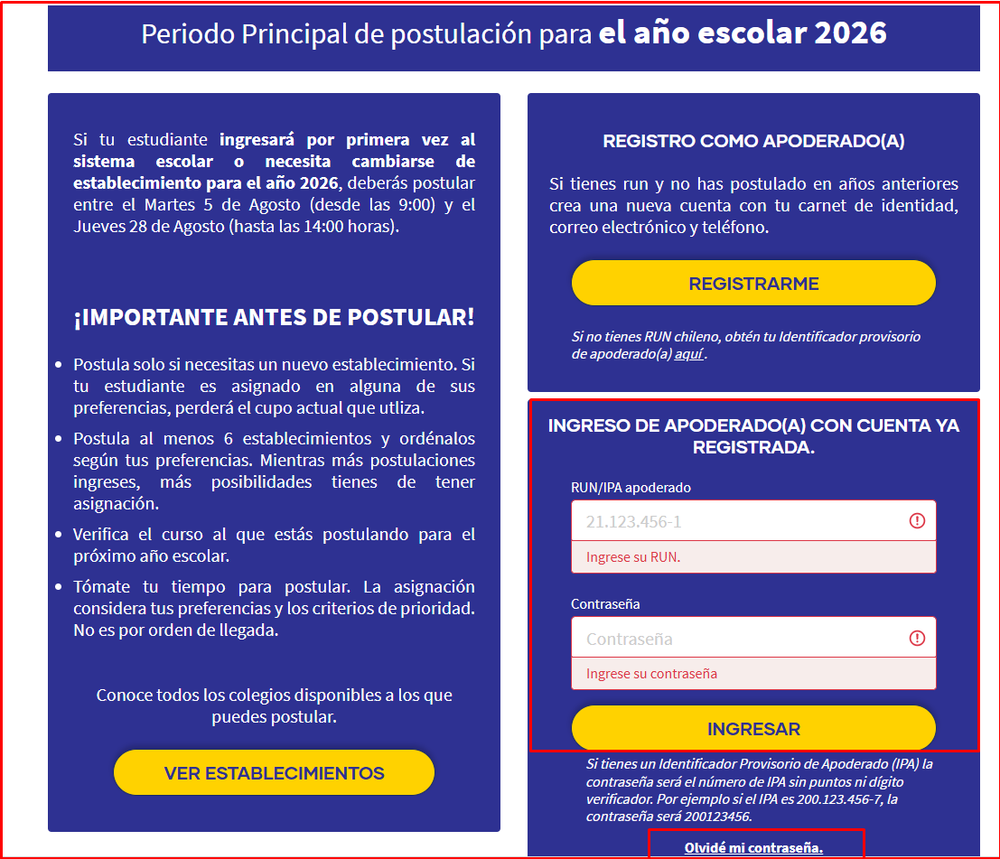 Periodo Principal de postulación para el año escolar 2026
Si tu estudiante ingresará por primera vez al
sistema escolar o necesita cambiarse de
establecimiento para el año 2026, deberás postular
entre el Martes 5 de Agosto (desde las 9:00) y el
Jueves 28 de Agosto (hasta las 14:00 horas).
¡IMPORTANTE ANTES DE POSTULAR!
• Postula solo si necesitas un nuevo establecimiento. Si
tu estudiante es asignado en alguna de sus
preferencias, perderá el cupo actual que utliza.
• Postula al menos 6 establecimientos y ordénalos
según tus preferencias. Mientras más postulaciones
ingreses, más posibilidades tienes de tener
asignación.
• Verifica el curso al que estás postulando para el
próximo año escolar.
• Tómate tu tiempo para postular. La asignación
considera tus preferencias y los criterios de prioridad.
No es por orden de llegada.
Conoce todos los colegios disponibles a los que
puedes postular.
VER ESTABLECIMIENTOS
REGISTRO COMO APODERADO(A)
Si tienes run y no has postulado en años anteriores
crea una nueva cuenta con tu carnet de identidad,
correo electrónico y teléfono.
REGISTRARME
Si no tienes RUN chileno, obtén tu Identificador provisorio
de apoderado(a) aquí.
INGRESO DE APODERADO(A) CON CUENTA YA
REGISTRADA.
RUN/IPA apoderado
21.123.456-1
Ingrese su RUN.
Contraseña
Contraseña
Ingrese su contraseña
INGRESAR
Si tienes un Identificador Provisorio de Apoderado (IPA) la
contraseña será el número de IPA sin puntos ni dígito
verificador. Por ejemplo si el IPA es 200.123.456-7, la
contraseña será 200123456.
Olvidé mi contraseña.